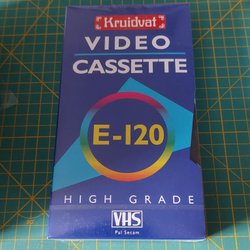 Kruidvat
VIDEO
CASSETTE
E-120
HIGH GRADE
VHS
Pal Secam